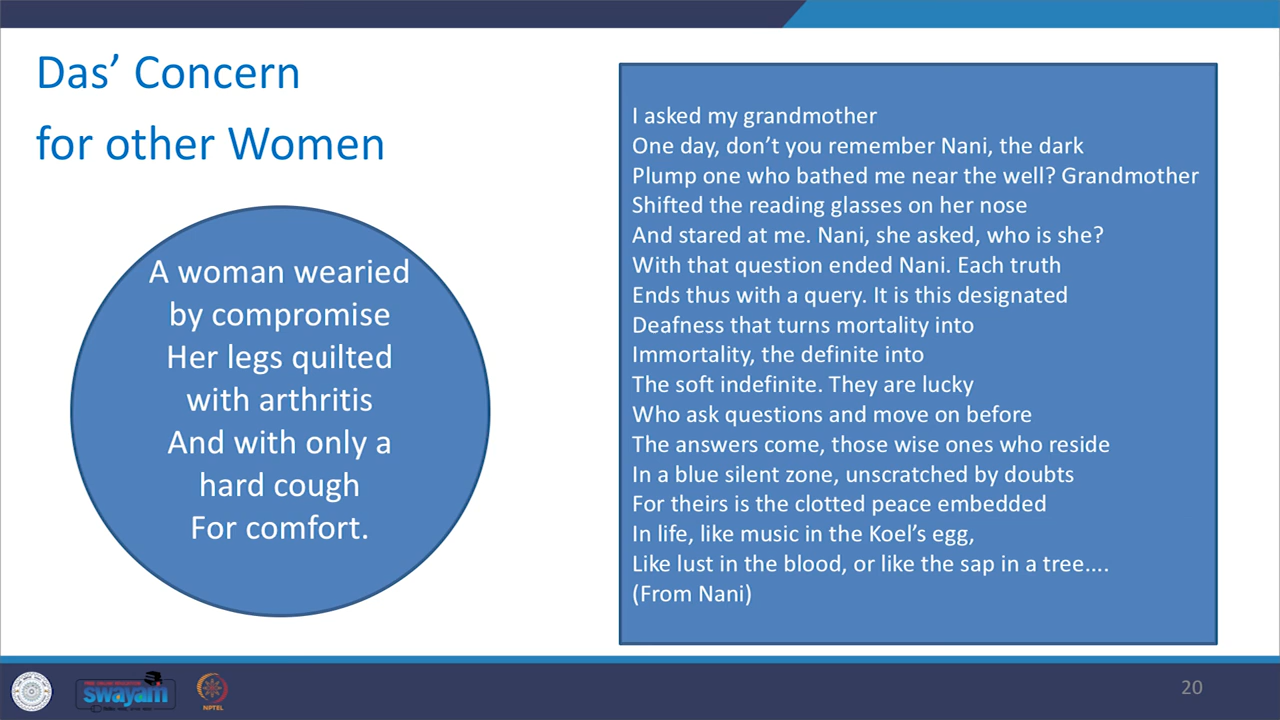 Das’ Concern
for other Women
A woman wearied
by compromise
Her legs quilted
with arthritis
And with only a
hard cough
For comfort.
I asked my grandmother
One day, don’t you remember Nani, the dark
Plump one who bathed me near the well? Grandmother
Shifted the reading glasses on her nose
And stared at me. Nani, she asked, who is she?
With that question ended Nani. Each truth
Ends thus with a query. It is this designated
Deafness that turns mortality into
Immortality, the definite into
The soft indefinite. They are lucky
Who ask questions and move on before
The answers come, those wise ones who reside
In a blue silent zone, unscratched by doubts
For theirs is the clotted peace embedded
In life, like music in the Koel’s egg,
Like lust in the blood, or like the sap in a tree....
(From Nani)
swayam
NPTEL
20